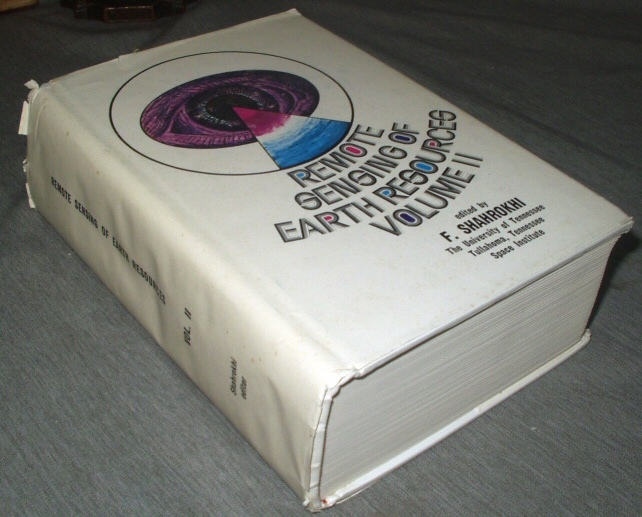 REMOTE
SENSING OF
EARTH RESOURCES
VOLUME II
edited by
F. SHAHROKHI
The University of Tennessee
Tullahoma, Tennessee
Space Institute
REMOTE SENSING OF EARTH RESOURCES
VOL. II
Shahrokhi
editor